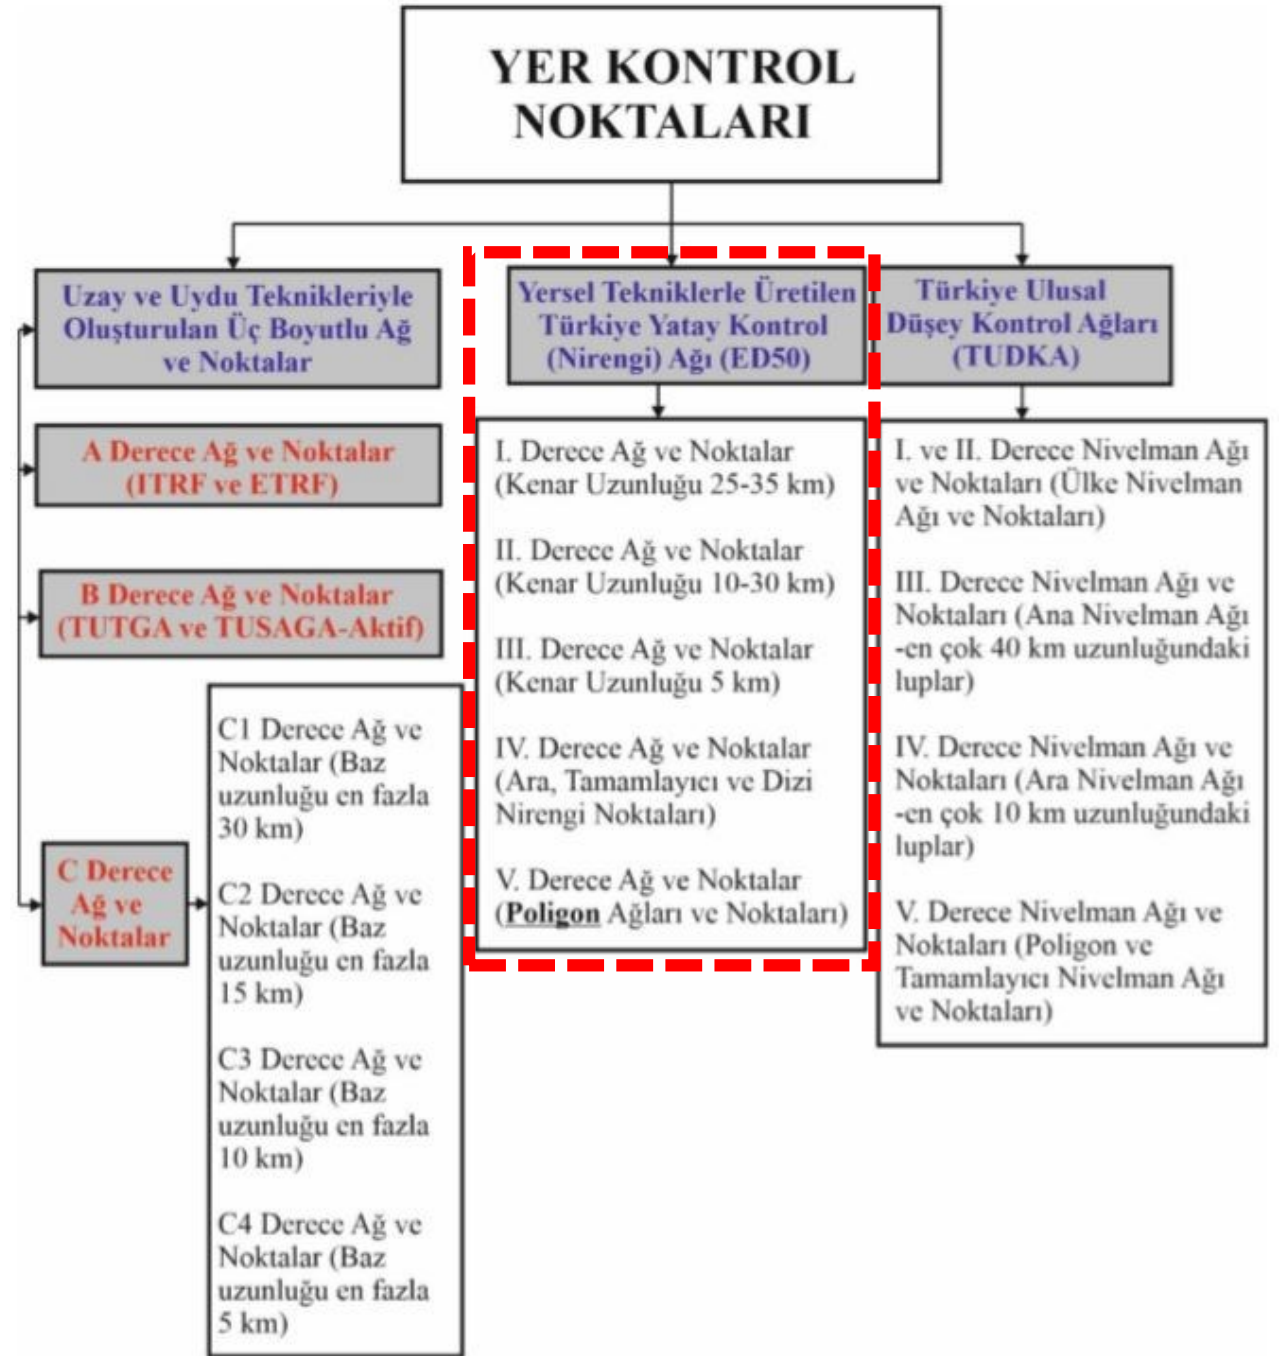 YER KONTROL
NOKTALARI
Uzay ve Uydu Teknikleriyle
Oluşturulan Üç Boyutlu Ağ
ve Noktalar
A Derece Ağ ve Noktalar
(ITRF ve ETRF)
B Derece Ağ ve Noktalar
(TUTGA ve TUSAGA-Aktif)
C Derece
Ağ ve
Noktalar
C1 Derece Ağ ve
Noktalar (Baz
uzunluğu en fazla
30 km)
C2 Derece Ağ ve
Noktalar (Baz
uzunluğu en fazla
15 km)
C3 Derece Ağ ve
Noktalar (Baz
uzunluğu en fazla
10 km)
C4 Derece Ağ ve
Noktalar (Baz
uzunluğu en fazla
5 km)
Yersel Tekniklerle Üretilen
Türkiye Yatay Kontrol
(Nirengi) Ağı (ED50)
I. Derece Ağ ve Noktalar
(Kenar Uzunluğu 25-35 km)
II. Derece Ağ ve Noktalar
(Kenar Uzunluğu 10-30 km)
III. Derece Ağ ve Noktalar
(Kenar Uzunluğu 5 km)
IV. Derece Ağ ve Noktalar
(Ara, Tamamlayıcı ve Dizi
Nirengi Noktaları)
V. Derece Ağ ve Noktalar
(Poligon Ağları ve Noktaları)
Türkiye Ulusal
Düşey Kontrol Ağları
(TUDKA)
I. ve II. Derece Nivelman Ağı
ve Noktaları (Ülke Nivelman
Ağı ve Noktaları)
III. Derece Nivelman Ağı ve
Noktaları (Ana Nivelman Ağı
-en çok 40 km uzunluğundaki
luplar)
IV. Derece Nivelman Ağı ve
Noktaları (Ara Nivelman Ağı
-en çok 10 km uzunluğundaki
luplar)
V. Derece Nivelman Ağı ve
Noktaları (Poligon ve
Tamamlayıcı Nivelman Ağı
ve Noktaları)